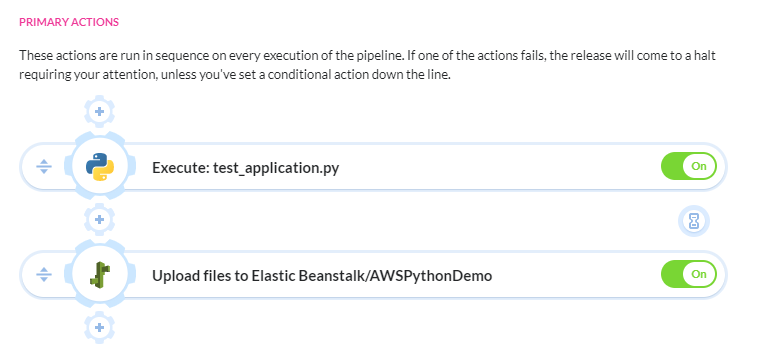 PRIMARY ACTIONS
These actions are run in sequence on every execution of the pipeline. If one of the actions fails, the release will come to a halt
requiring your attention, unless you've set a conditional action down the line.
Execute: test_application.py
On
Upload files to Elastic Beanstalk/AWSPythonDemo
On